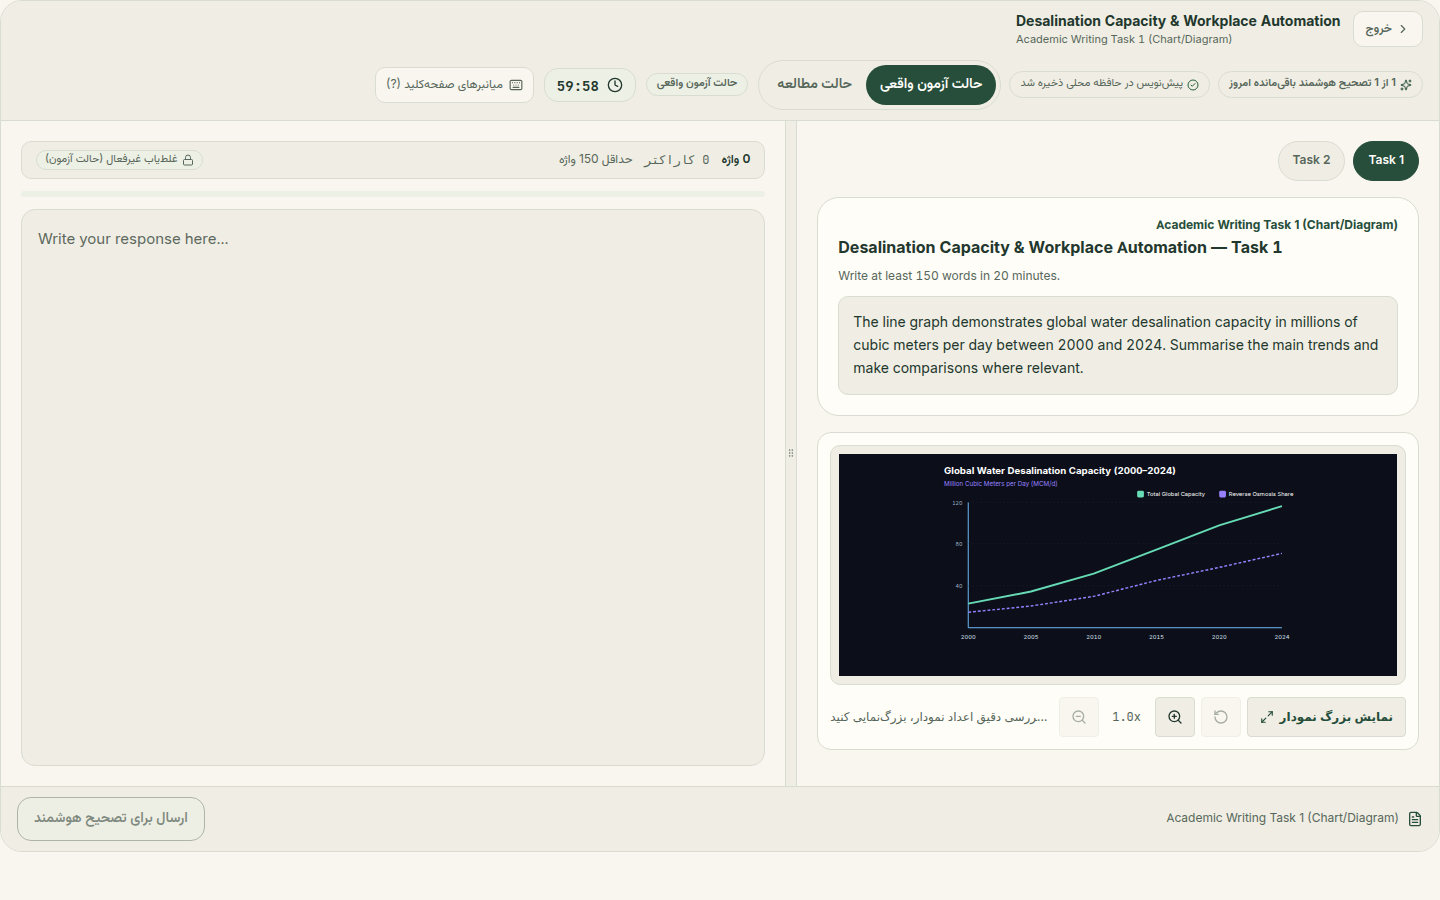 خروج
Desalination Capacity & Workplace Automation
Academic Writing Task 1 (Chart/Diagram)
1 از 1 تصحیح هوشمند باقی‌مانده امروز
پیش‌نویس در حافظه محلی ذخیره شد
حالت آزمون واقعی
حالت مطالعه
حالت آزمون واقعی
59:58
میانبرهای صفحه‌کلید (?)
Task 1
Task 2
Academic Writing Task 1 (Chart/Diagram)
Desalination Capacity & Workplace Automation — Task 1
Write at least 150 words in 20 minutes.
The line graph demonstrates global water desalination capacity in millions of
cubic meters per day between 2000 and 2024. Summarise the main trends and
make comparisons where relevant.
Global Water Desalination Capacity (2000–2024)
Million Cubic Meters per Day (MCM/d)
Total Global Capacity
Reverse Osmosis Share
120
80
40
2000 2005 2010 2015 2020 2024
نمایش بزرگ نمودار
1.0x
...ررسی دقیق اعداد نمودار، بزرگ‌نمایی کنید
0 واژه
0 کاراکتر
حداقل 150 واژه
غلط‌یاب غیرفعال (حالت آزمون)
Write your response here...
Academic Writing Task 1 (Chart/Diagram)
ارسال برای تصحیح هوشمند